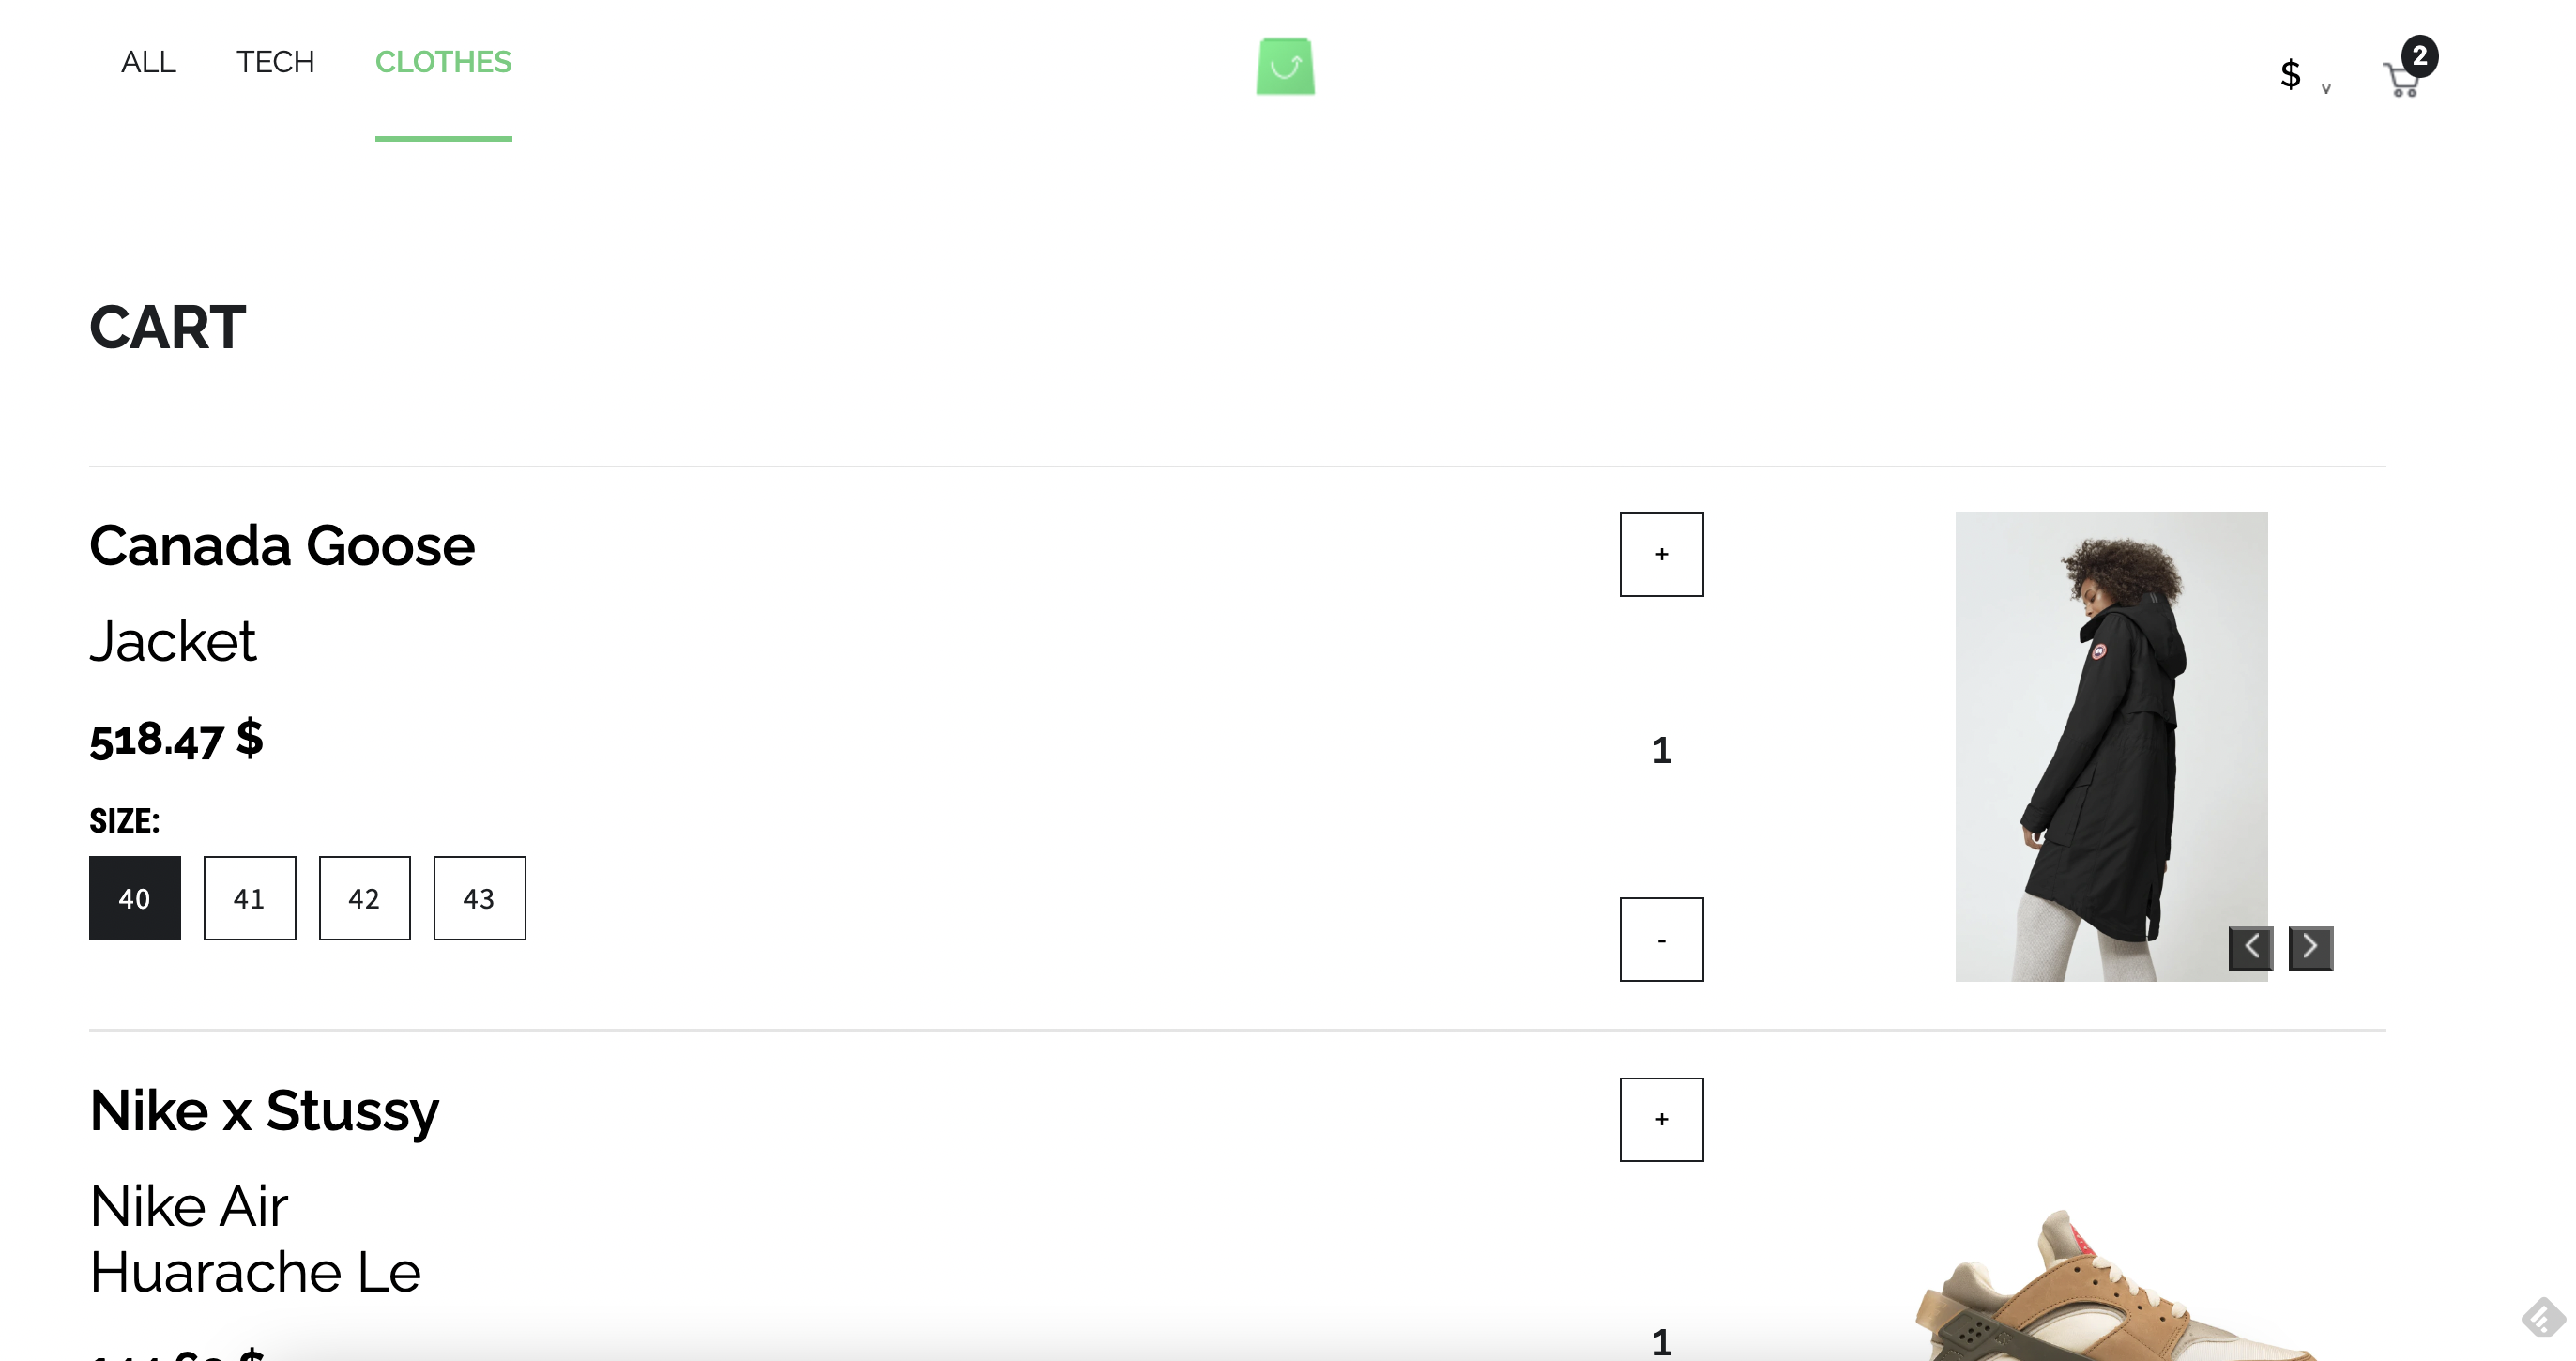 ALL TECH CLOTHES
$ v 2
CART
Canada Goose
Jacket
518.47 $
SIZE:
40 41 42 43
+
1
-
Nike x Stussy
Nike Air
Huarache Le
+
1